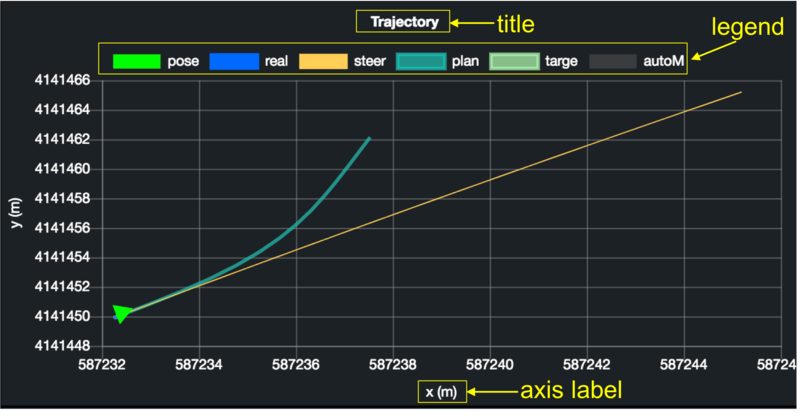 Trajectory title
legend
pose real steer plan targe autoM
4141466
4141464
4141462
4141460
4141458
4141456
4141454
4141452
4141450
4141448
y (m)
587232 587234 587236 587238 587240 587242 587244 58724
x (m) axis label